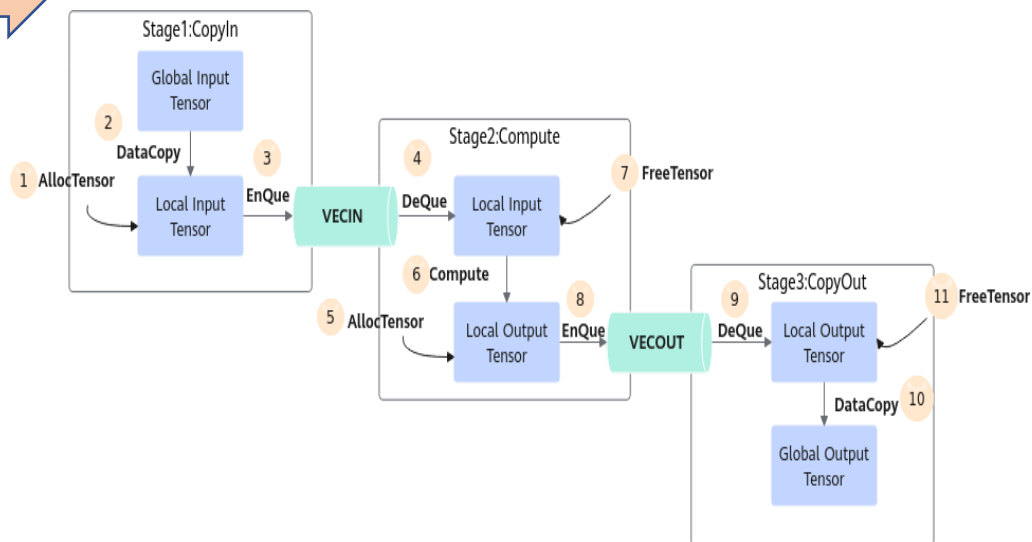 Stage1:CopyIn
Global Input
Tensor
2
DataCopy
1
AllocTensor
Local Input
Tensor
3
EnQue
VECIN
Stage2:Compute
4
DeQue
Local Input
Tensor
7
FreeTensor
6
Compute
5
AllocTensor
Local Output
Tensor
8
EnQue
VECOUT
Stage3:CopyOut
9
DeQue
Local Output
Tensor
11
FreeTensor
DataCopy
10
Global Output
Tensor